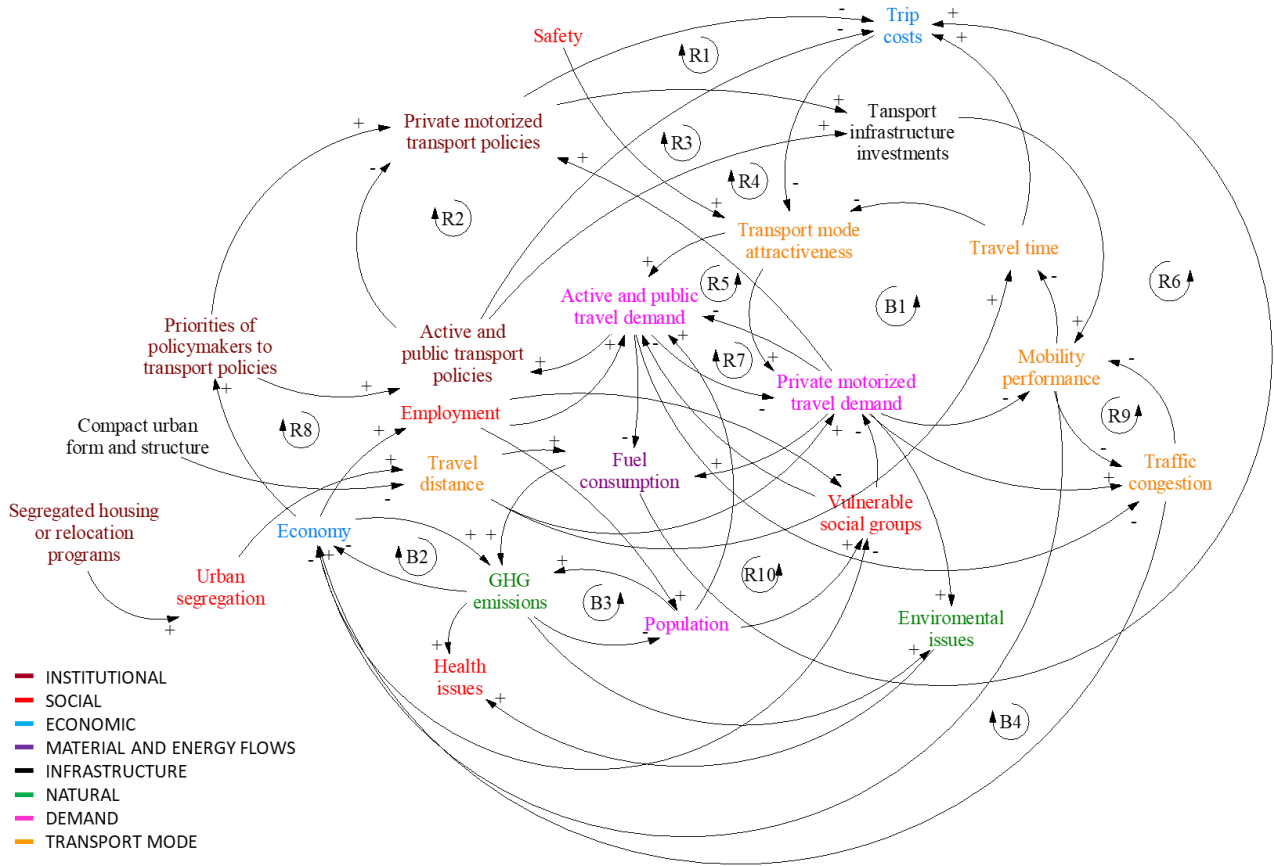 Trip
costs
Safety
R1
Private motorized
transport policies
Tansport
infrastructure
investments
R3
R4
R2
Transport mode
attractiveness
Travel time
R5
R6
Active and public
travel demand
B1
Priorities of
policymakers to
transport policies
Active and
public transport
policies
R7
Mobility
performance
Private motorized
travel demand
Employment
R9
R8
Compact urban
form and structure
Travel
distance
Fuel
consumption
Traffic
congestion
Vulnerable
social groups
Segregated housing
or relocation
programs
Economy
B2
R10
Urban
segregation
GHG
emissions
B3
Population
Enviromental
issues
Health
issues
B4
INSTITUTIONAL
SOCIAL
ECONOMIC
MATERIAL AND ENERGY FLOWS
INFRASTRUCTURE
NATURAL
DEMAND
TRANSPORT MODE